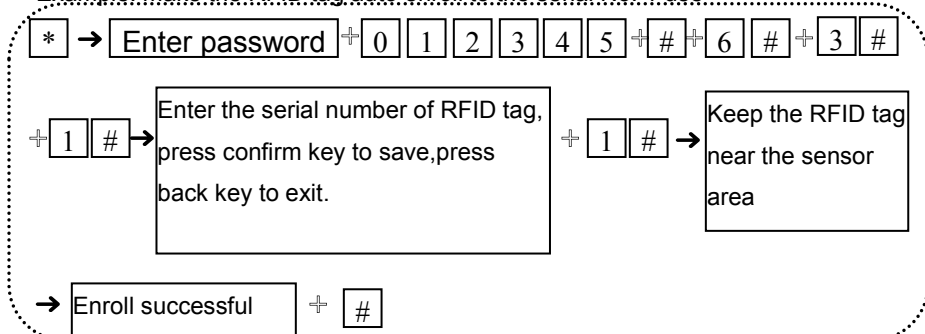 * → Enter password + 0 1 2 3 4 5 + # + 6 # + 3 #
+ 1 # → Enter the serial number of RFID tag,
press confirm key to save,press
back key to exit.
+ 1 # → Keep the RFID tag
near the sensor
area
→ Enroll successful + #